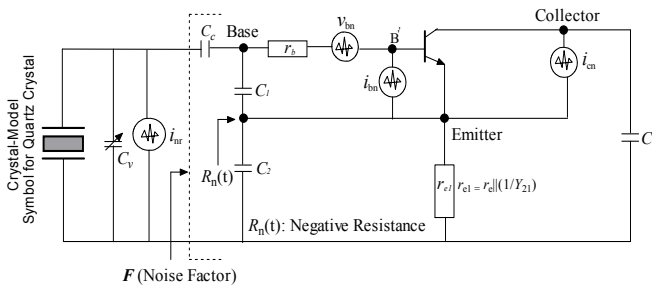 Crystal-Model
Symbol for Quartz Crystal
C_v
i_nr
C_c
Base
r_b
v_bn
B'
Collector
i_cn
C_1
i_bn
Emitter
C
R_n(t)
C_2
r_e1
r_e1 = r_e||(1/Y_21)
R_n(t): Negative Resistance
F (Noise Factor)